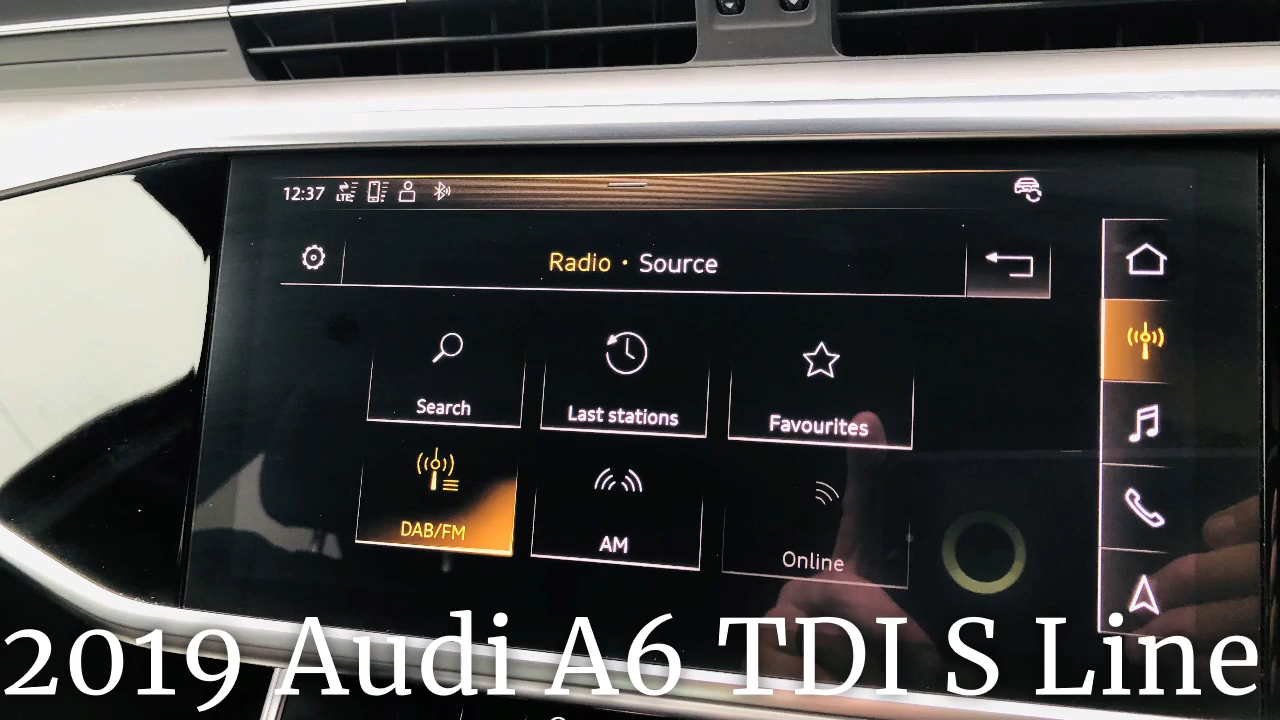 12:37 LTE
Radio · Source
Search Last stations Favourites
DAB/FM AM Online
2019 Audi A6 TDI S Line